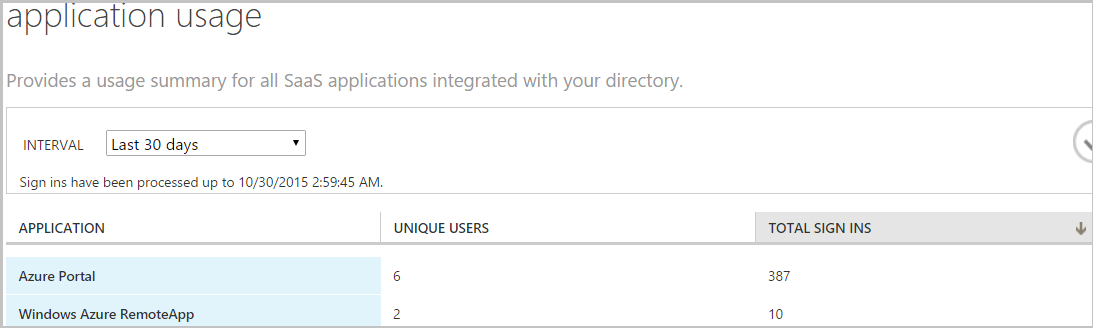 application usage
Provides a usage summary for all SaaS applications integrated with your directory.
INTERVAL Last 30 days
Sign ins have been processed up to 10/30/2015 2:59:45 AM.
APPLICATION UNIQUE USERS TOTAL SIGN INS
Azure Portal 6 387
Windows Azure RemoteApp 2 10